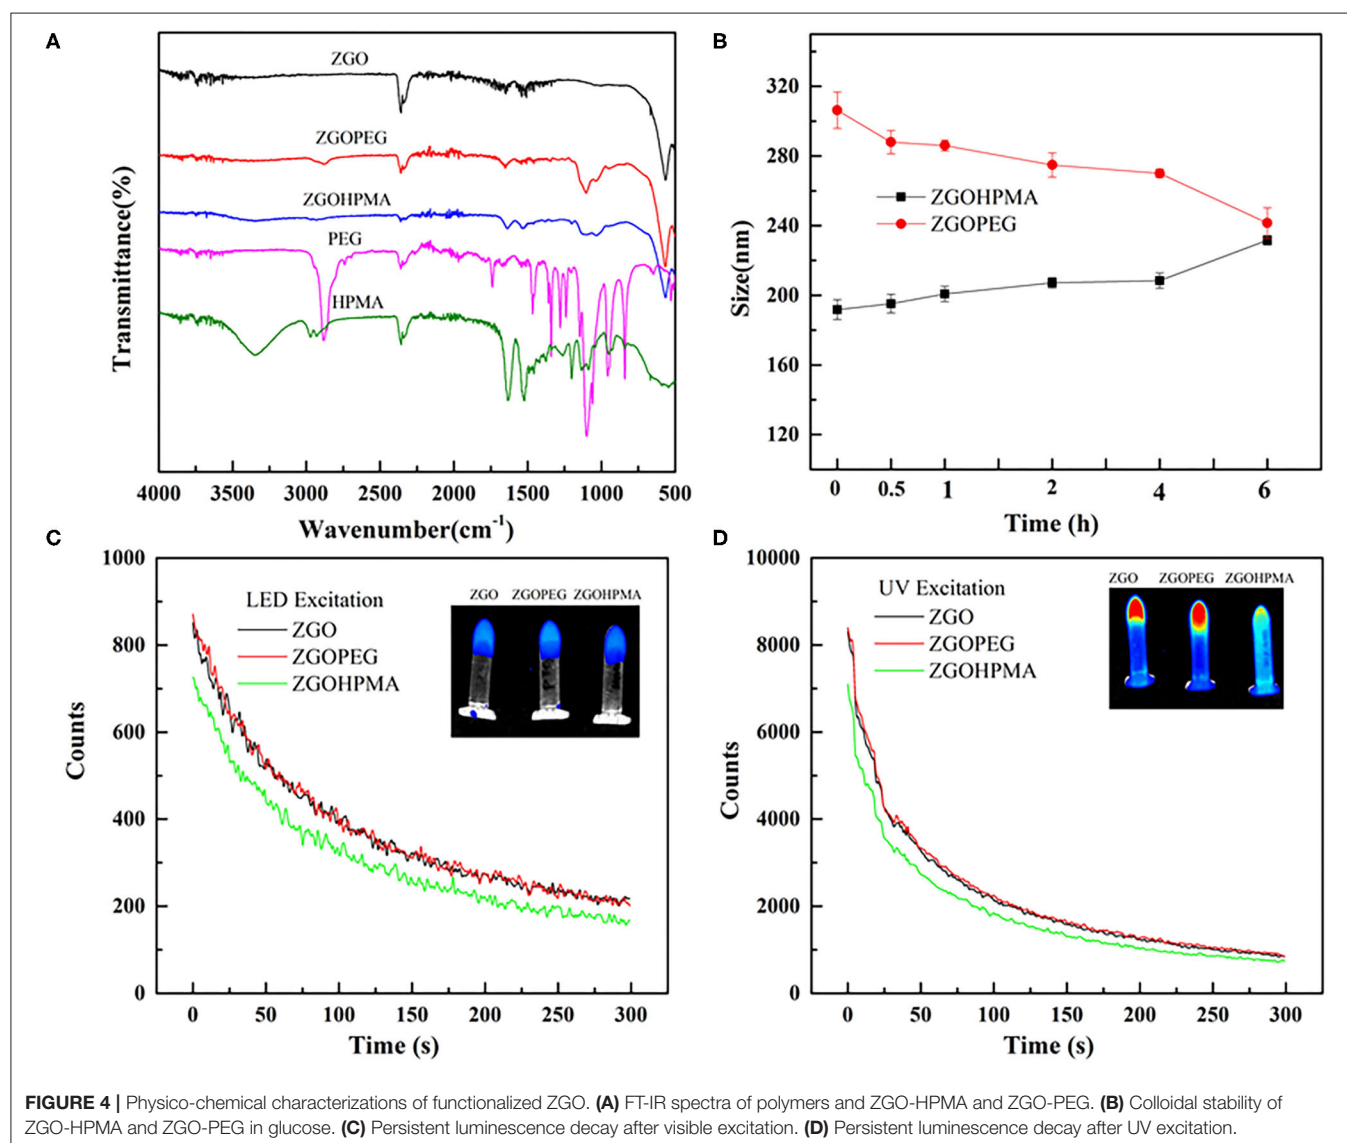 A
ZGO
ZGOPEG
ZGOHPMA
PEG
HPMA
Transmittance(%)
4000 3500 3000 2500 2000 1500 1000 500
Wavenumber(cm-1)
B
320
280
240
200
160
120
ZGOHPMA
ZGOPEG
Size(nm)
0 0.5 1 2 4 6
Time (h)
C
1000
800
600
400
200
0
LED Excitation
ZGO
ZGOPEG
ZGOHPMA
ZGO ZGOPEG ZGOHPMA
Counts
0 50 100 150 200 250 300
Time (s)
D
10000
8000
6000
4000
2000
0
UV Excitation
ZGO
ZGOPEG
ZGOHPMA
ZGO ZGOPEG ZGOHPMA
Counts
0 50 100 150 200 250 300
Time (s)
FIGURE 4 | Physico-chemical characterizations of functionalized ZGO. (A) FT-IR spectra of polymers and ZGO-HPMA and ZGO-PEG. (B) Colloidal stability of
ZGO-HPMA and ZGO-PEG in glucose. (C) Persistent luminescence decay after visible excitation. (D) Persistent luminescence decay after UV excitation.